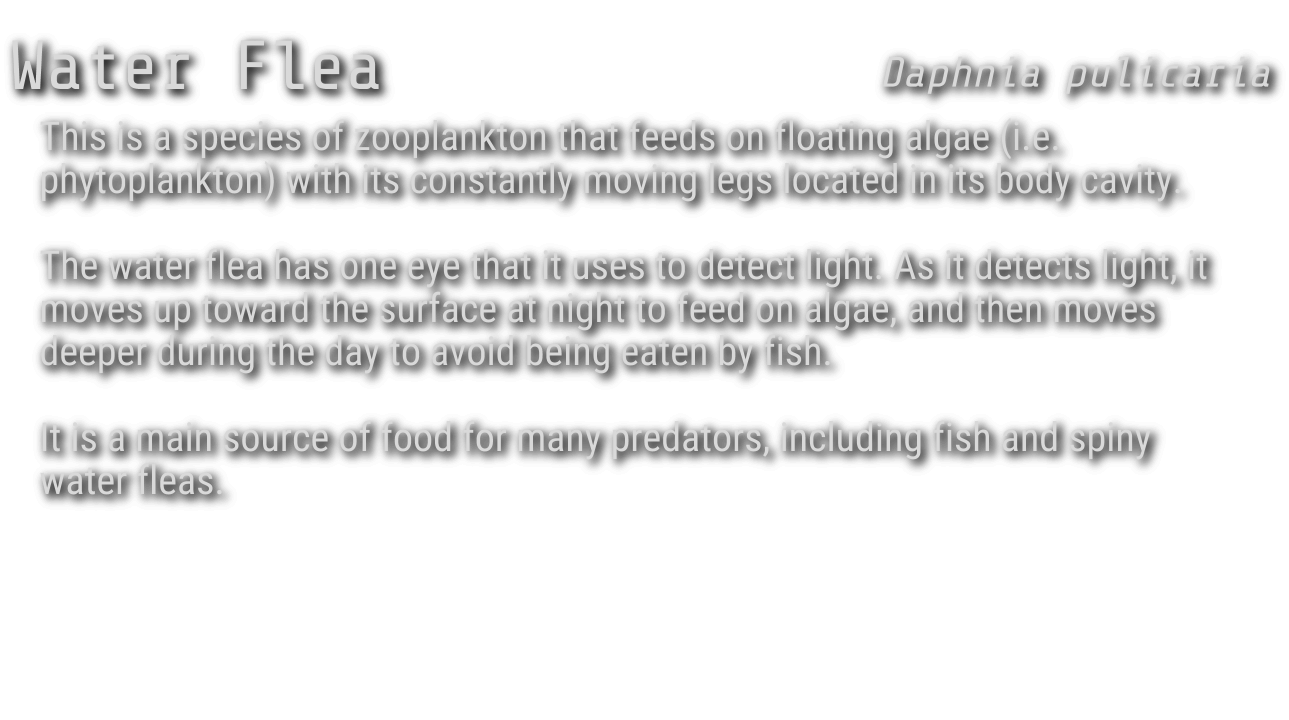 Water Flea Daphnia pulicaria
This is a species of zooplankton that feeds on floating algae (i.e.
phytoplankton) with its constantly moving legs located in its body cavity.
The water flea has one eye that it uses to detect light. As it detects light, it
moves up toward the surface at night to feed on algae, and then moves
deeper during the day to avoid being eaten by fish.
It is a main source of food for many predators, including fish and spiny
water fleas.